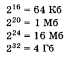 2¹⁶ = 64 Кб
2²⁰ = 1 Мб
2²⁴ = 16 Мб
2³² = 4 Гб